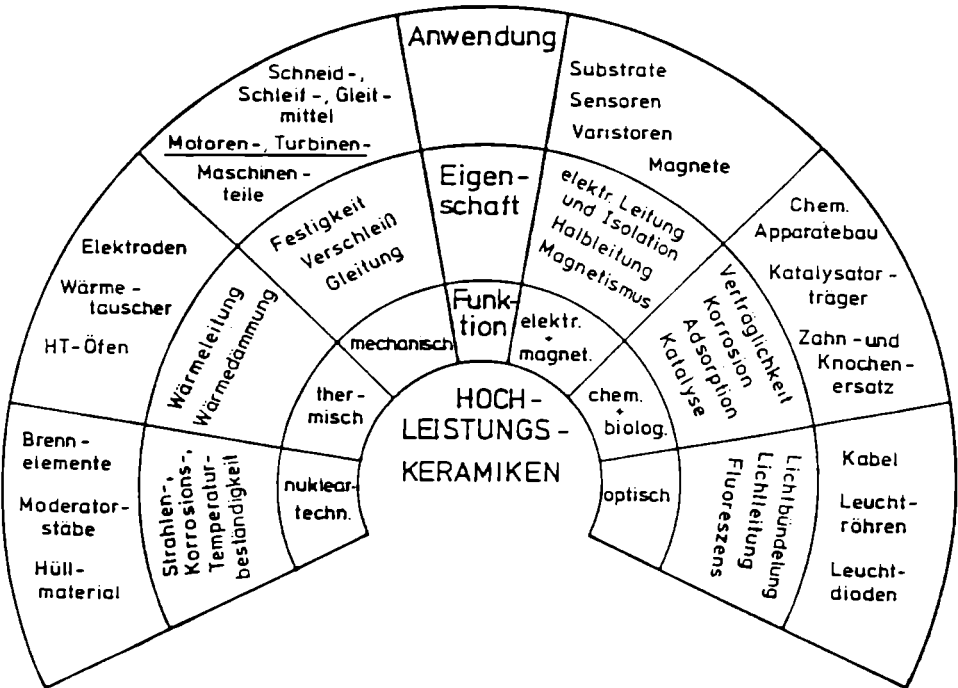 Anwendung
Eigen-
schaft
Funk-
tion
HOCH-
LEISTUNGS-
KERAMIKEN
Brenn-
elemente
Moderator-
stäbe
Hüll-
material
Strahlen-,
Korrosions-,
Temperatur-
beständigkeit
nuklear-
techn.
Elektroden
Wärme-
tauscher
HT-Öfen
Wärmeleitung
Wärmedämmung
ther-
misch
Schneid-,
Schleif-, Gleit-
mittel
Motoren-, Turbinen-
Maschinen-
teile
Festigkeit
Verschleiß
Gleitung
mechanisch
Substrate
Sensoren
Varistoren
Magnete
elektr. Leitung
und Isolation
Halbleitung
Magnetismus
elektr.
+
magnet.
Chem.
Apparatebau
Katalysator-
träger
Zahn-und
Knochen-
ersatz
Verträglichkeit
Korrosion
Adsorption
Katalyse
chem.
+
biolog.
Kabel
Leucht-
röhren
Leucht-
dioden
Lichtbündelung
Lichtleitung
Fluoreszens
optisch